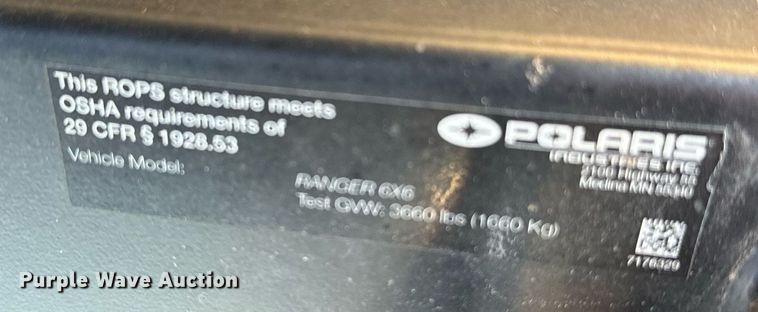 This ROPS structure meets
OSHA requirements of
29 CFR § 1928.53
Vehicle Model:
RANGER 6X6
Test GVW: 3660 lbs (1660 Kg)
POLARIS
INDUSTRIES INC.
2100 Highway 55
Medina MN 55340
7176329
Purple Wave Auction